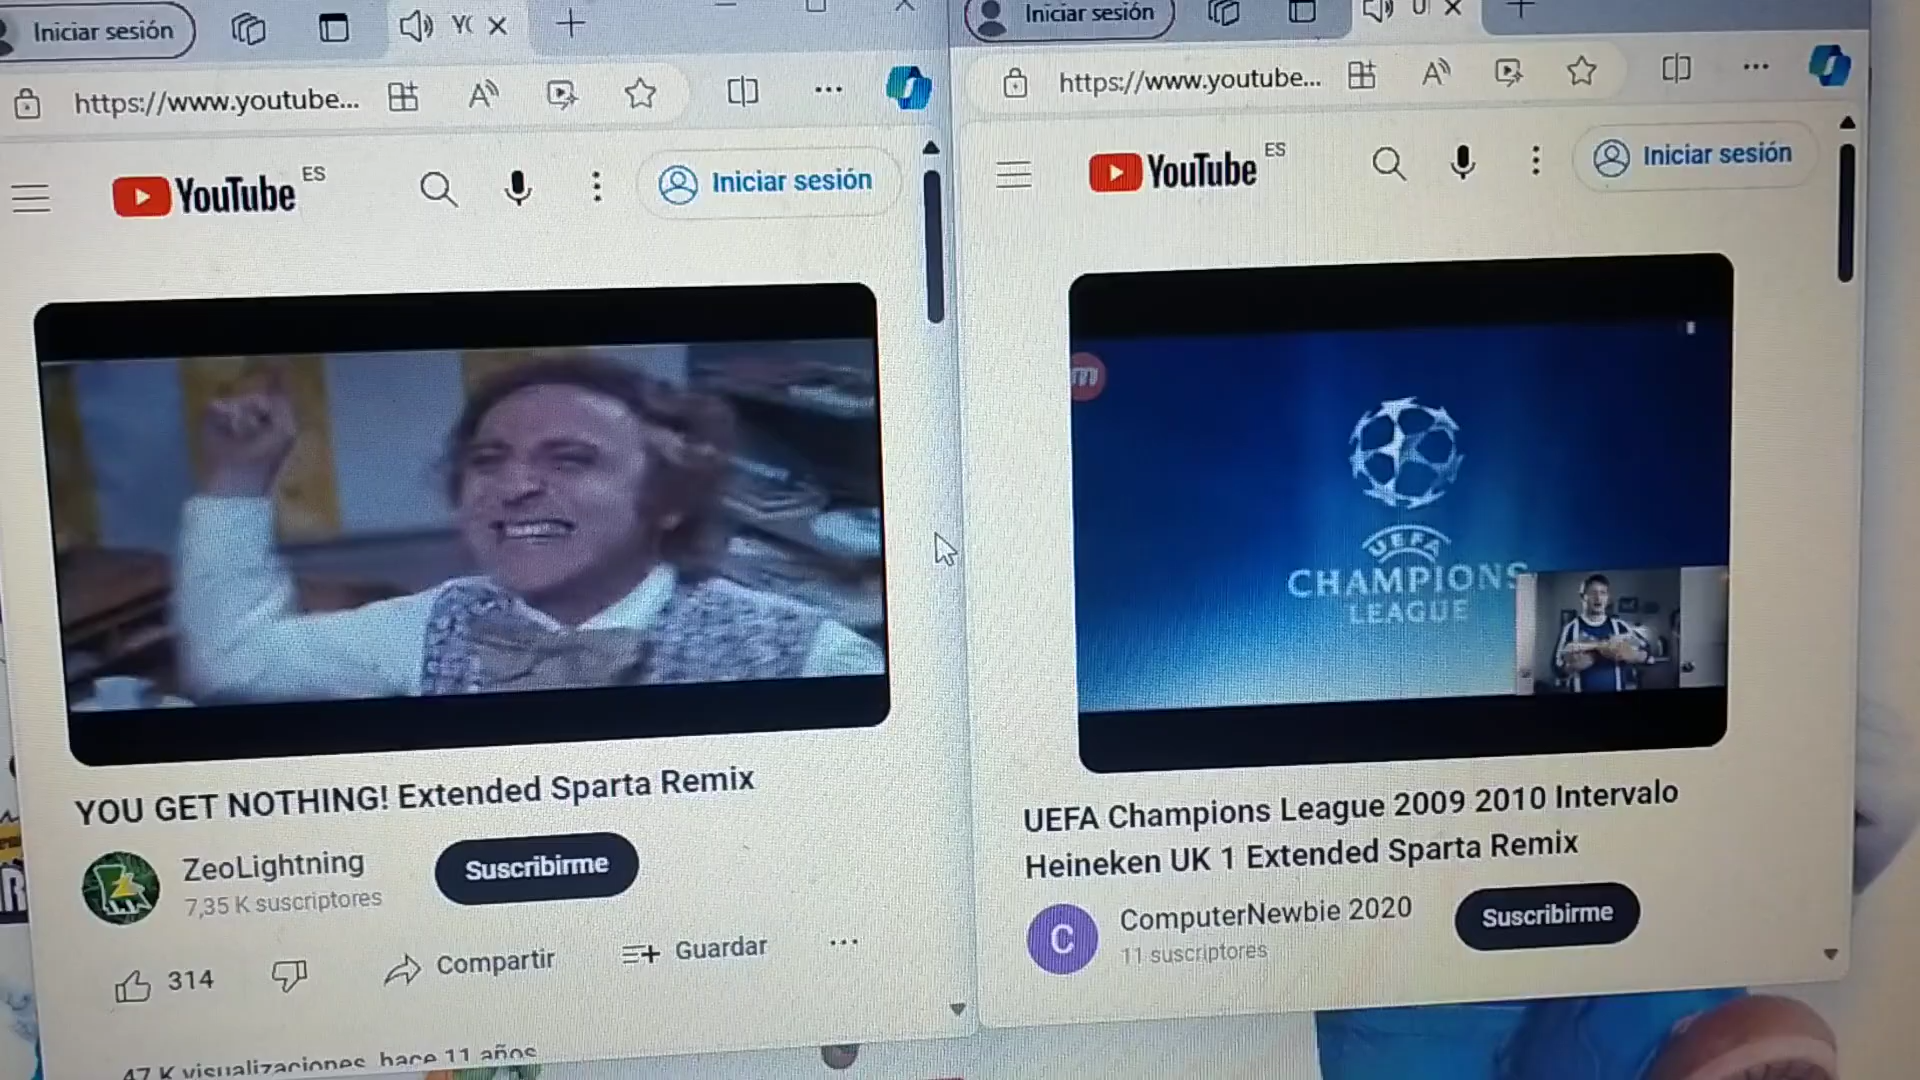 Iniciar sesión
https://www.youtube...
YouTube ES
Iniciar sesión
YOU GET NOTHING! Extended Sparta Remix
ZeoLightning
7,35 K suscriptores
Suscribirme
314
Compartir
Guardar
47 K visualizaciones hace 11 años
Iniciar sesión
https://www.youtube...
YouTube ES
Iniciar sesión
m
UEFA
CHAMPIONS
LEAGUE
UEFA Champions League 2009 2010 Intervalo
Heineken UK 1 Extended Sparta Remix
C
ComputerNewbie 2020
11 suscriptores
Suscribirme